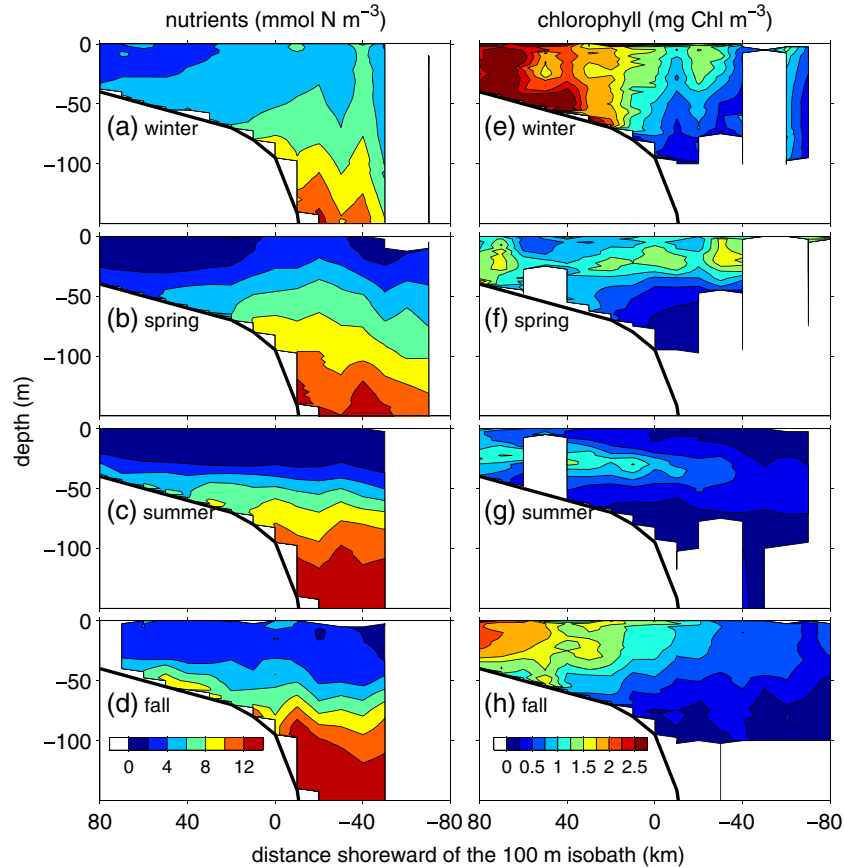 nutrients (mmol N m⁻³)
chlorophyll (mg Chl m⁻³)
0
−50
−100
(a) winter
(e) winter
0
−50
−100
(b) spring
(f) spring
depth (m)
0
−50
−100
(c) summer
(g) summer
0
−50
−100
(d) fall
(h) fall
0 4 8 12
0 0.5 1 1.5 2 2.5
80 40 0 −40 −80
80 40 0 −40 −80
distance shoreward of the 100 m isobath (km)